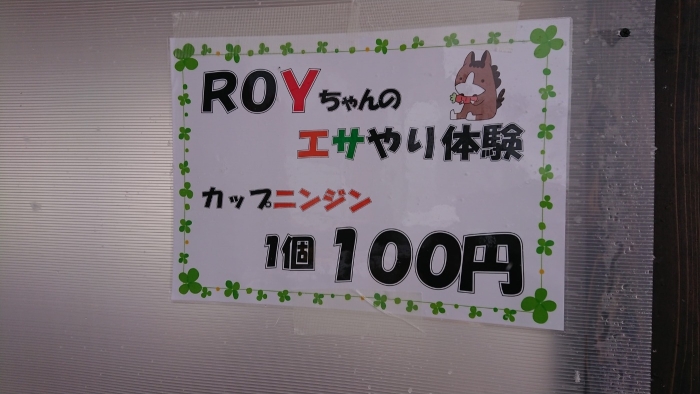 ROYちゃんの
エサやり体験
カップニンジン
1個 100円